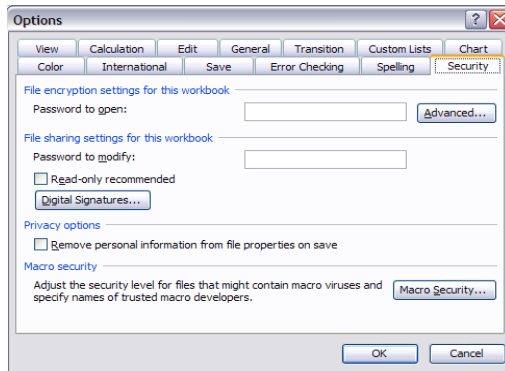 Options
View Calculation Edit General Transition Custom Lists Chart
Color International Save Error Checking Spelling Security
File encryption settings for this workbook
Password to open:
Advanced...
File sharing settings for this workbook
Password to modify:
Read-only recommended
Digital Signatures...
Privacy options
Remove personal information from file properties on save
Macro security
Adjust the security level for files that might contain macro viruses and
specify names of trusted macro developers.
Macro Security...
OK Cancel